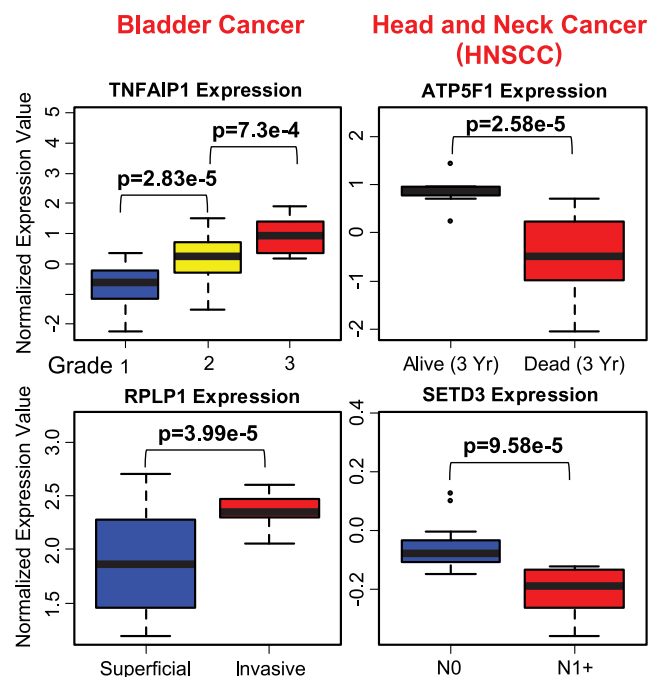 Bladder Cancer
Head and Neck Cancer
(HNSCC)
TNFAIP1 Expression
Normalized Expression Value
5
4
3
2
1
0
-2
p=2.83e-5
p=7.3e-4
Grade 1 2 3
ATP5F1 Expression
2
1
0
-1
-2
p=2.58e-5
Alive (3 Yr) Dead (3 Yr)
RPLP1 Expression
Normalized Expression Value
3.0
2.5
2.0
1.5
p=3.99e-5
Superficial Invasive
SETD3 Expression
0.4
0.2
0.0
-0.2
p=9.58e-5
N0 N1+